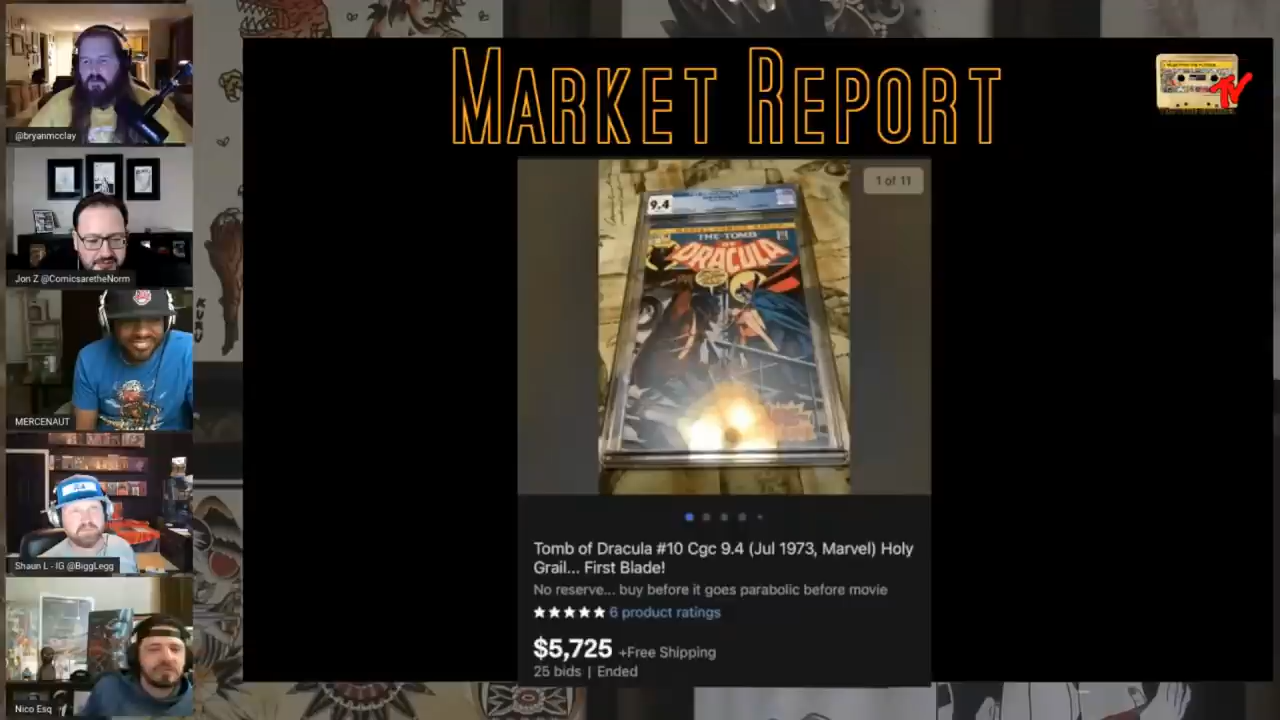 MARKET REPORT
TV
@bryanmcclay
Jon Z @ComicsaretheNorm
MERCENAUT
Shaun L - IG @BiggLegg
Nico Esq
1 of 11
9.4
THE TOMB
OF
DRACULA
Tomb of Dracula #10 Cgc 9.4 (Jul 1973, Marvel) Holy
Grail... First Blade!
No reserve... buy before it goes parabolic before movie
6 product ratings
$5,725 +Free Shipping
25 bids | Ended